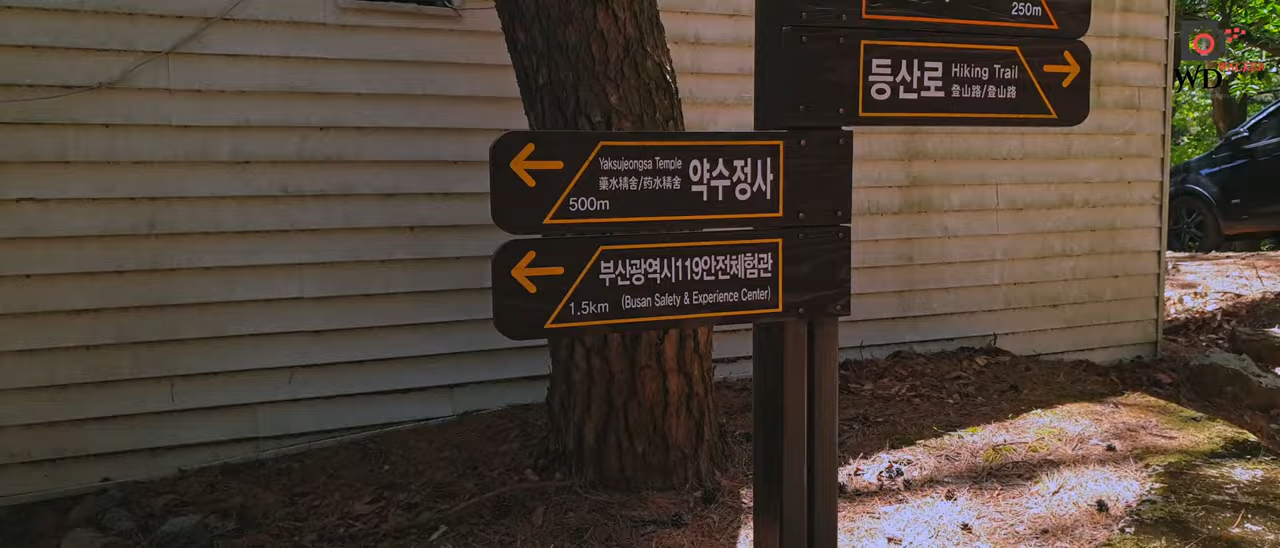 250m
등산로 Hiking Trail
登山路/登山路
Yaksujeongsa Temple
藥水精舍/药水精舍
약수정사
500m
부산광역시119안전체험관
1.5km (Busan Safety & Experience Center)
WD